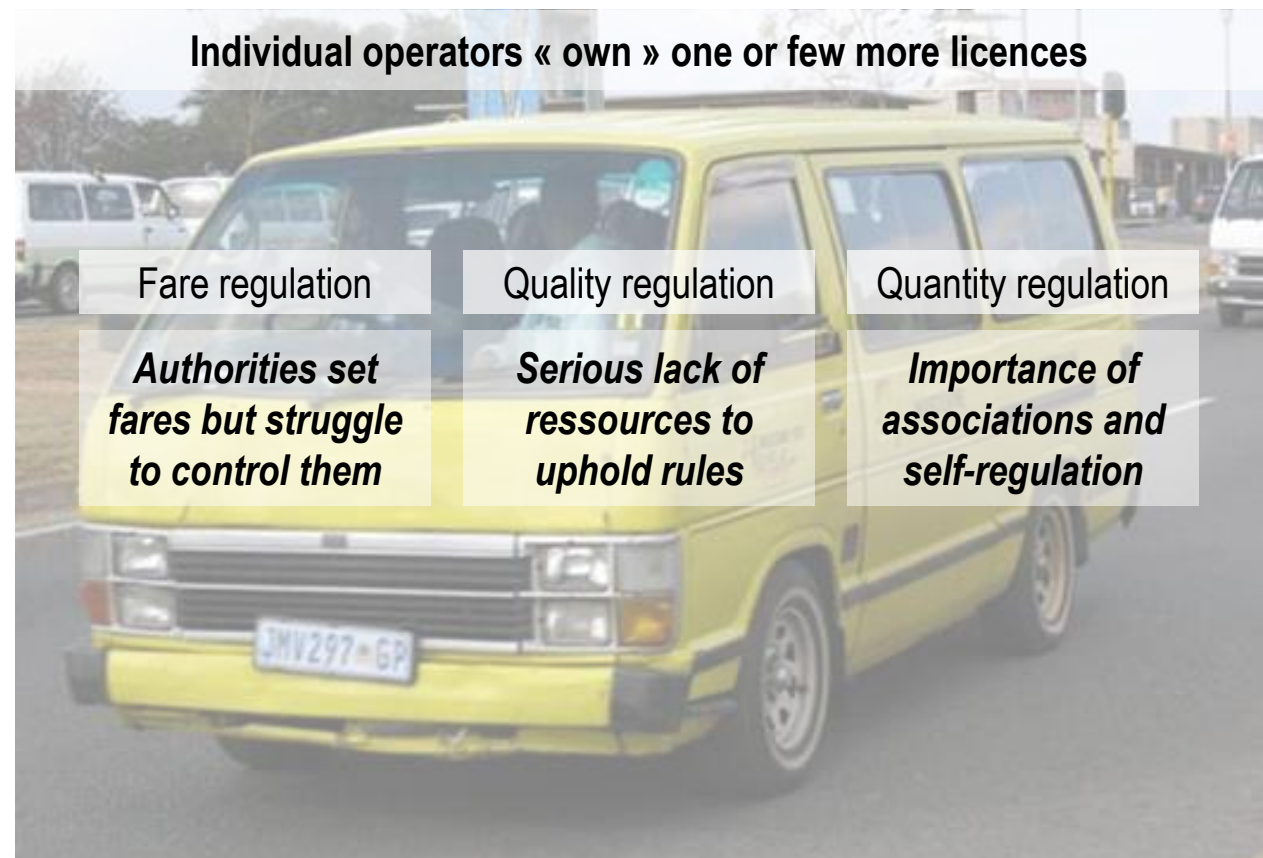 Individual operators « own » one or few more licences
Fare regulation
Quality regulation
Quantity regulation
Authorities set
fares but struggle
to control them
Serious lack of
ressources to
uphold rules
Importance of
associations and
self-regulation
JMV297 GP